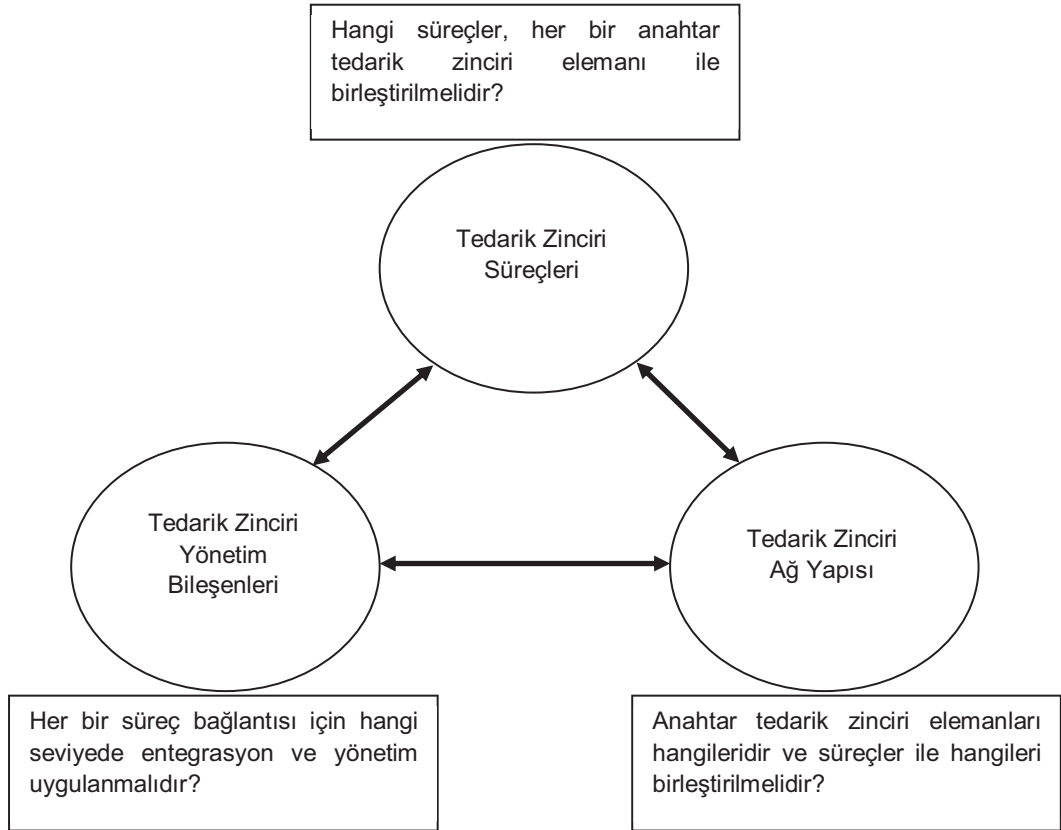 Hangi süreçler, her bir anahtar
tedarik zinciri elemanı ile
birleştirilmelidir?
Tedarik Zinciri
Süreçleri
Tedarik Zinciri
Yönetim
Bileşenleri
Tedarik Zinciri
Ağ Yapısı
Her bir süreç bağlantısı için hangi
seviyede entegrasyon ve yönetim
uygulanmalıdır?
Anahtar tedarik zinciri elemanları
hangileridir ve süreçler ile hangileri
birleştirilmelidir?